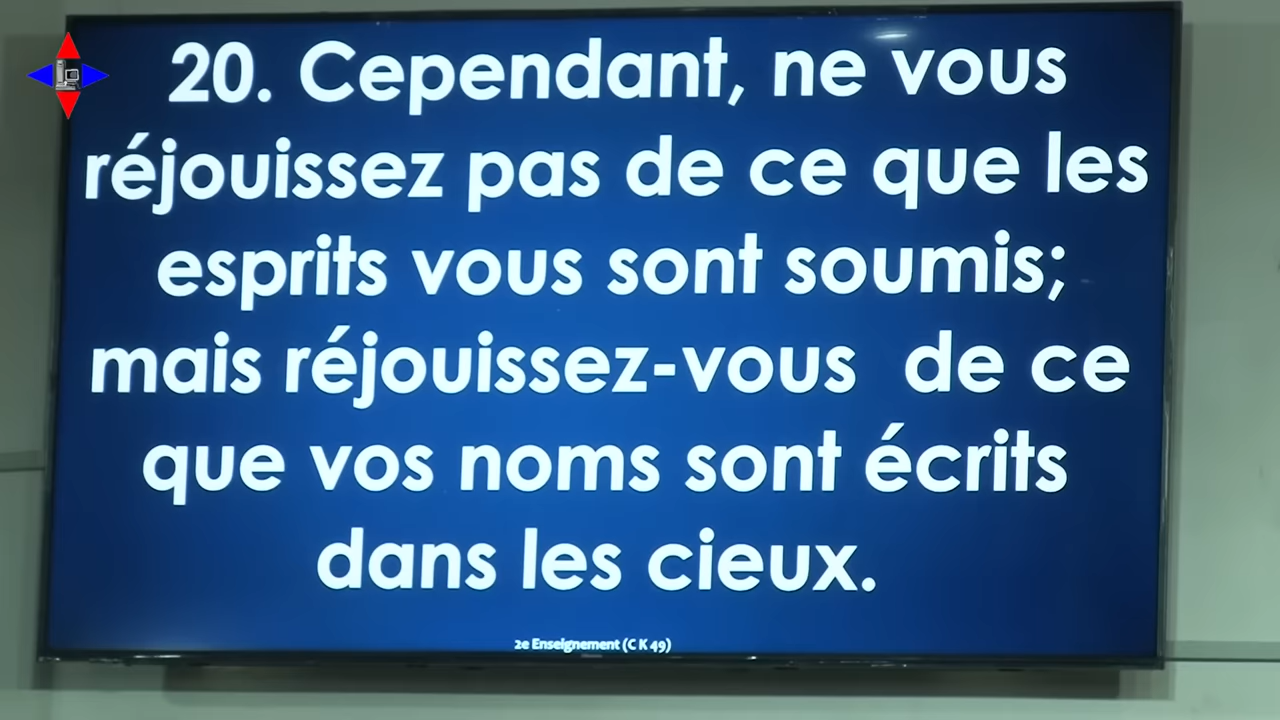 20. Cependant, ne vous
réjouissez pas de ce que les
esprits vous sont soumis;
mais réjouissez-vous de ce
que vos noms sont écrits
dans les cieux.
2e Enseignement (C K 49)